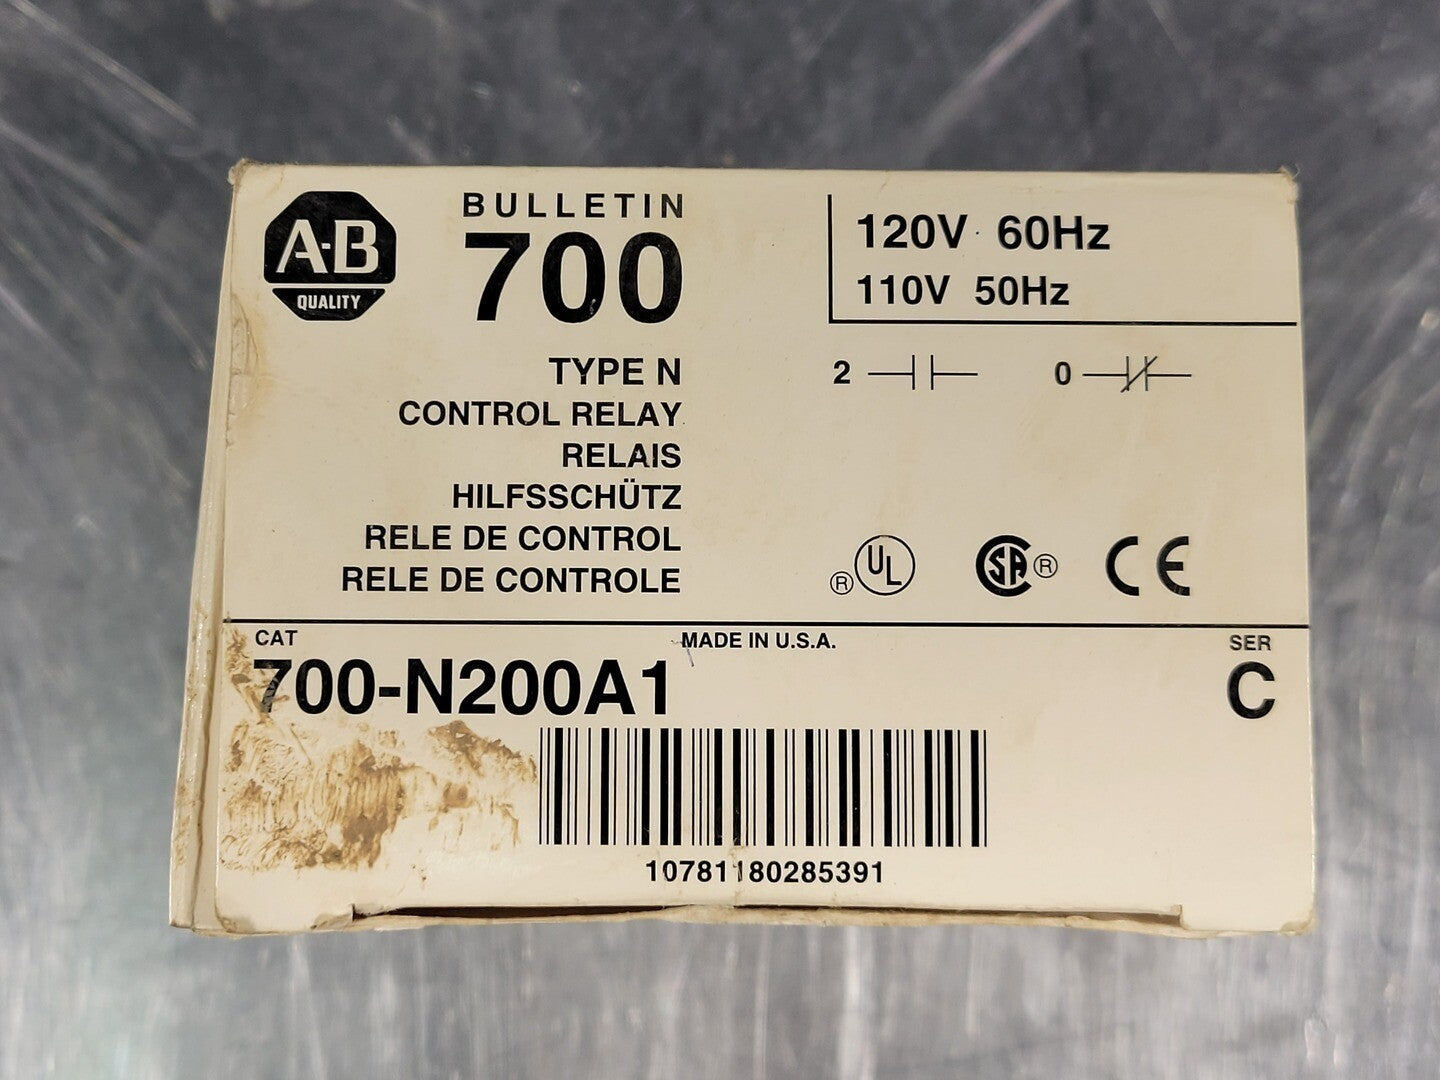 A-B
QUALITY
BULLETIN
700
TYPE N
CONTROL RELAY
RELAIS
HILFSSCHÜTZ
RELE DE CONTROL
RELE DE CONTROLE
120V 60Hz
110V 50Hz
2
0
® UL
SA ®
CE
CAT
700-N200A1
MADE IN U.S.A.
SER
C
10781180285391